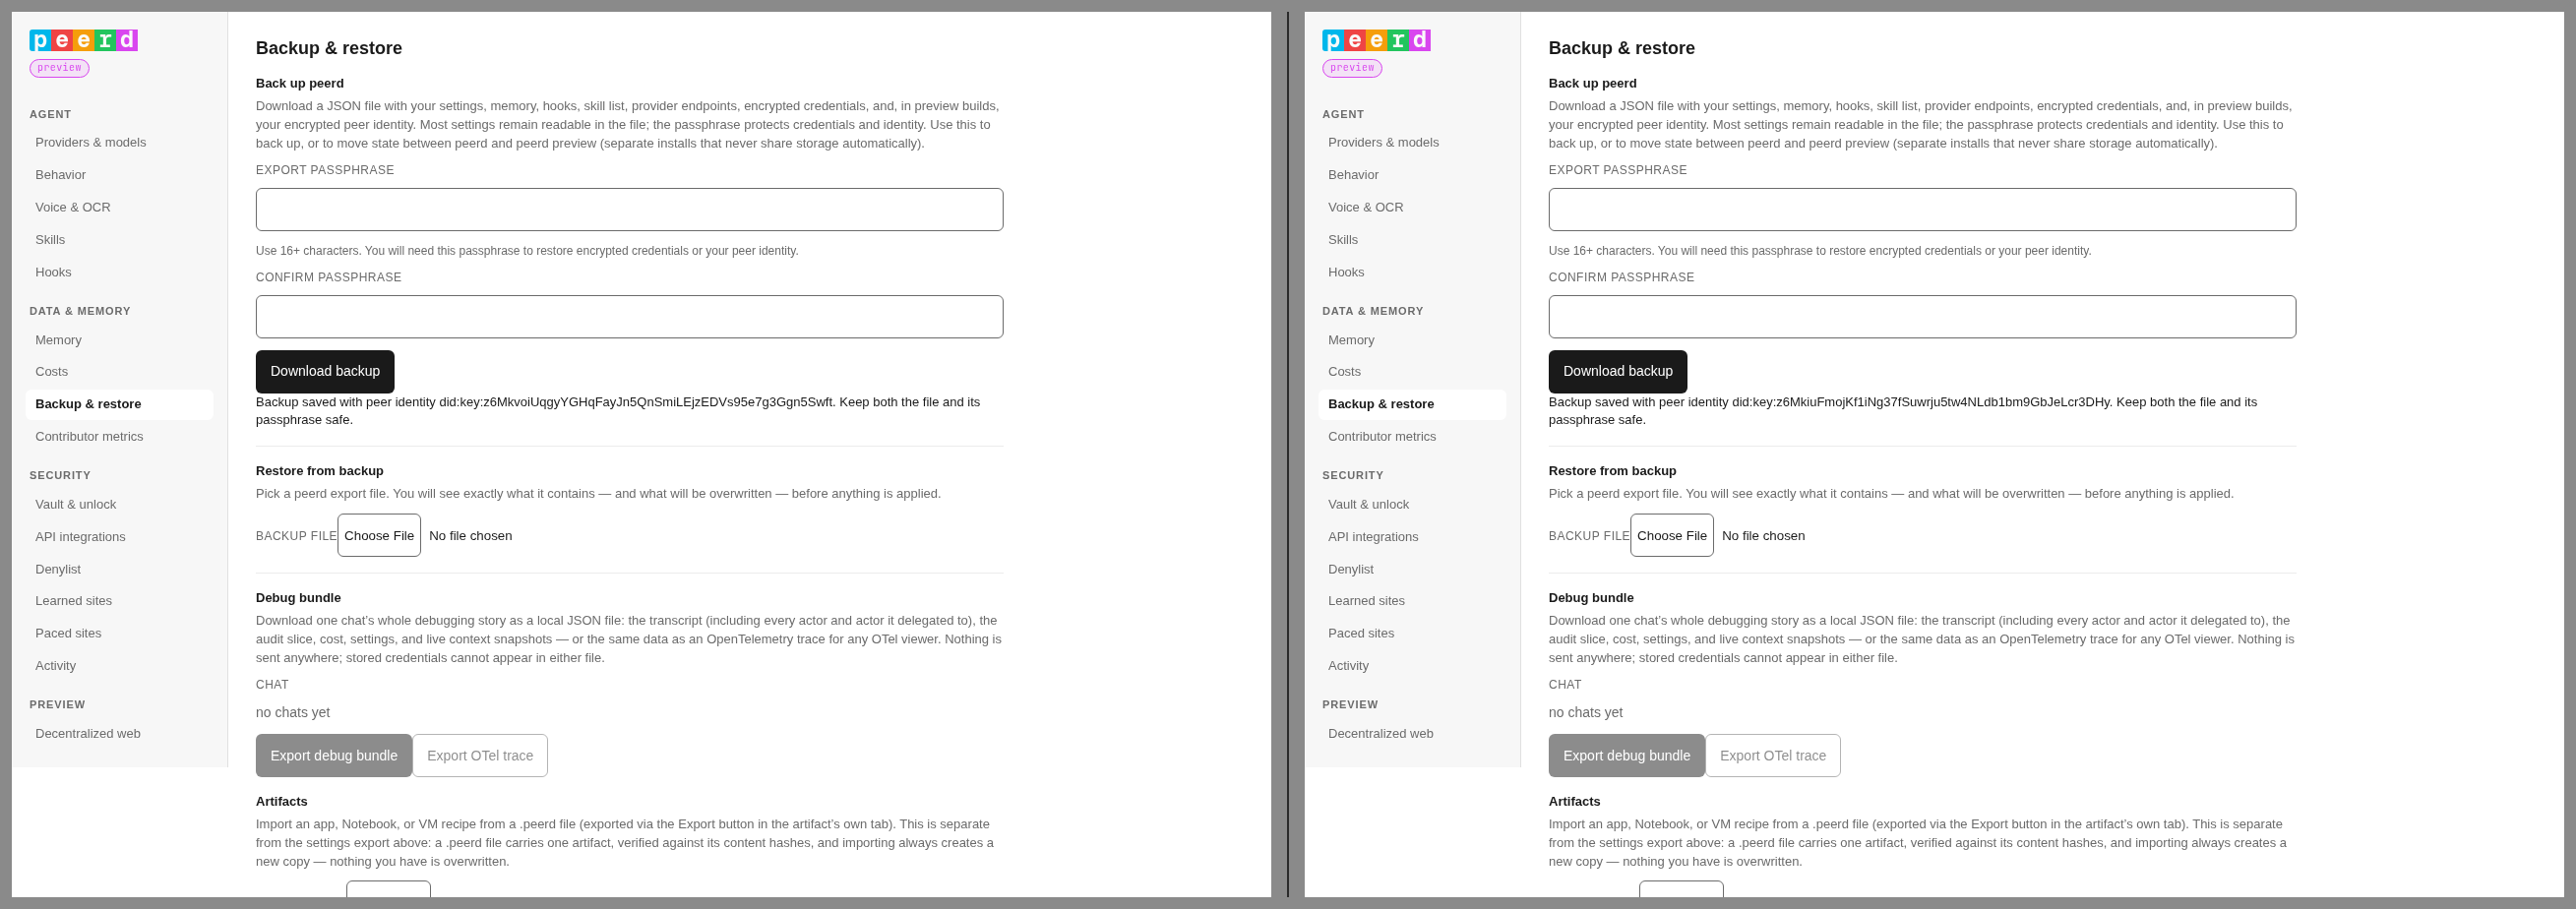 peerd
preview
AGENT
Providers & models
Behavior
Voice & OCR
Skills
Hooks
DATA & MEMORY
Memory
Costs
Backup & restore
Contributor metrics
SECURITY
Vault & unlock
API integrations
Denylist
Learned sites
Paced sites
Activity
PREVIEW
Decentralized web
Backup & restore
Back up peerd
Download a JSON file with your settings, memory, hooks, skill list, provider endpoints, encrypted credentials, and, in preview builds,
your encrypted peer identity. Most settings remain readable in the file; the passphrase protects credentials and identity. Use this to
back up, or to move state between peerd and peerd preview (separate installs that never share storage automatically).
EXPORT PASSPHRASE
Use 16+ characters. You will need this passphrase to restore encrypted credentials or your peer identity.
CONFIRM PASSPHRASE
Download backup
Backup saved with peer identity did:key:z6MkvoiUqgyYGHqFayJn5QnSmiLEjzEDVs95e7g3Ggn5Swft. Keep both the file and its
passphrase safe.
Restore from backup
Pick a peerd export file. You will see exactly what it contains — and what will be overwritten — before anything is applied.
BACKUP FILE Choose File No file chosen
Debug bundle
Download one chat’s whole debugging story as a local JSON file: the transcript (including every actor and actor it delegated to), the
audit slice, cost, settings, and live context snapshots — or the same data as an OpenTelemetry trace for any OTel viewer. Nothing is
sent anywhere; stored credentials cannot appear in either file.
CHAT
no chats yet
Export debug bundle Export OTel trace
Artifacts
Import an app, Notebook, or VM recipe from a .peerd file (exported via the Export button in the artifact’s own tab). This is separate
from the settings export above: a .peerd file carries one artifact, verified against its content hashes, and importing always creates a
new copy — nothing you have is overwritten.
peerd
preview
AGENT
Providers & models
Behavior
Voice & OCR
Skills
Hooks
DATA & MEMORY
Memory
Costs
Backup & restore
Contributor metrics
SECURITY
Vault & unlock
API integrations
Denylist
Learned sites
Paced sites
Activity
PREVIEW
Decentralized web
Backup & restore
Back up peerd
Download a JSON file with your settings, memory, hooks, skill list, provider endpoints, encrypted credentials, and, in preview builds,
your encrypted peer identity. Most settings remain readable in the file; the passphrase protects credentials and identity. Use this to
back up, or to move state between peerd and peerd preview (separate installs that never share storage automatically).
EXPORT PASSPHRASE
Use 16+ characters. You will need this passphrase to restore encrypted credentials or your peer identity.
CONFIRM PASSPHRASE
Download backup
Backup saved with peer identity did:key:z6MkiuFmojKf1iNg37fSuwrju5tw4NLdb1bm9GbJeLcr3DHy. Keep both the file and its
passphrase safe.
Restore from backup
Pick a peerd export file. You will see exactly what it contains — and what will be overwritten — before anything is applied.
BACKUP FILE Choose File No file chosen
Debug bundle
Download one chat’s whole debugging story as a local JSON file: the transcript (including every actor and actor it delegated to), the
audit slice, cost, settings, and live context snapshots — or the same data as an OpenTelemetry trace for any OTel viewer. Nothing is
sent anywhere; stored credentials cannot appear in either file.
CHAT
no chats yet
Export debug bundle Export OTel trace
Artifacts
Import an app, Notebook, or VM recipe from a .peerd file (exported via the Export button in the artifact’s own tab). This is separate
from the settings export above: a .peerd file carries one artifact, verified against its content hashes, and importing always creates a
new copy — nothing you have is overwritten.